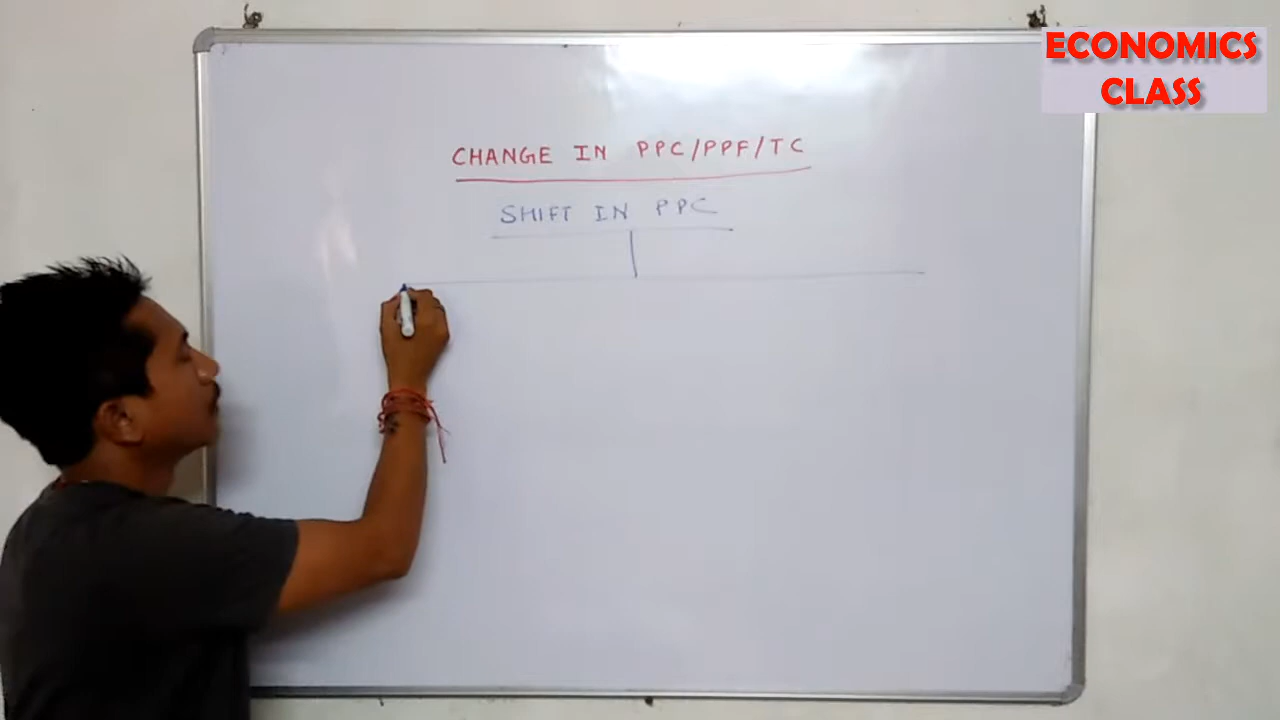 ECONOMICS
CLASS
CHANGE IN PPC/PPF/TC
SHIFT IN PPC